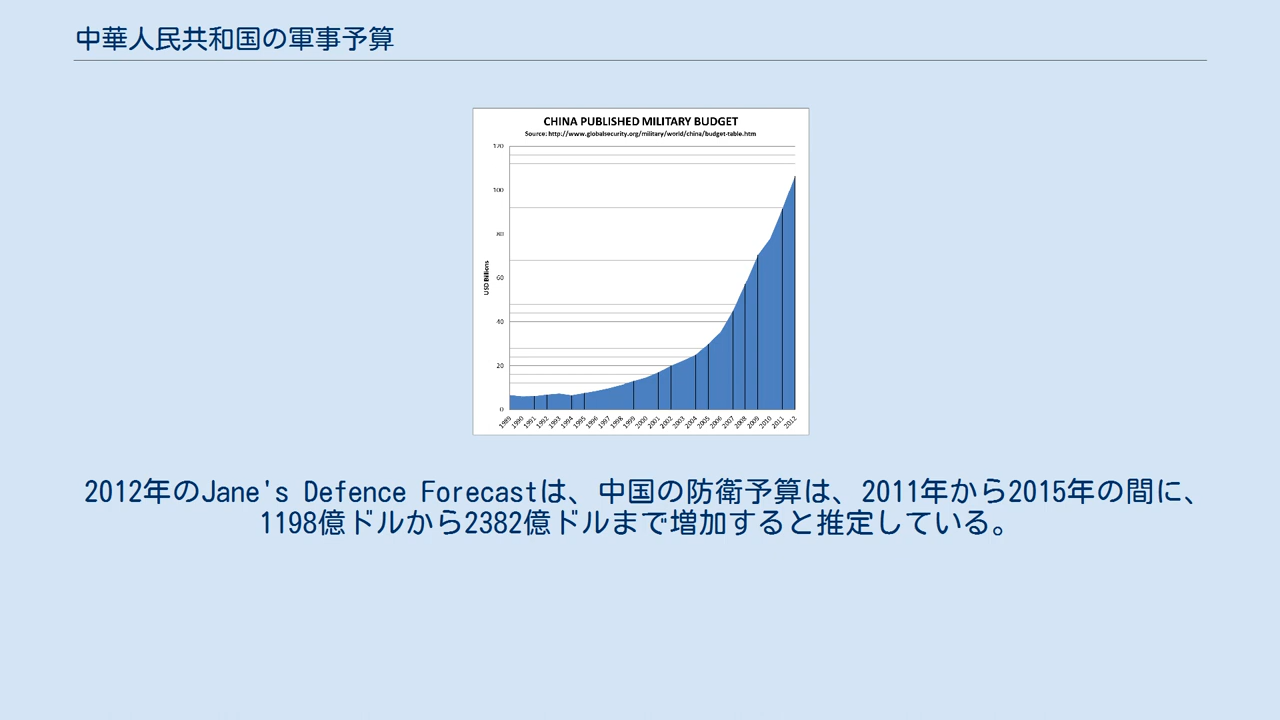 中華人民共和国の軍事予算
CHINA PUBLISHED MILITARY BUDGET
Source: http://www.globalsecurity.org/military/world/china/budget-table.htm
120
100
80
60
40
20
0
USD Billions
1989 1990 1991 1992 1993 1994 1995 1996 1997 1998 1999 2000 2001 2002 2003 2004 2005 2006 2007 2008 2009 2010 2011 2012
2012年のJane's Defence Forecastは、中国の防衛予算は、2011年から2015年の間に、
1198億ドルから2382億ドルまで増加すると推定している。